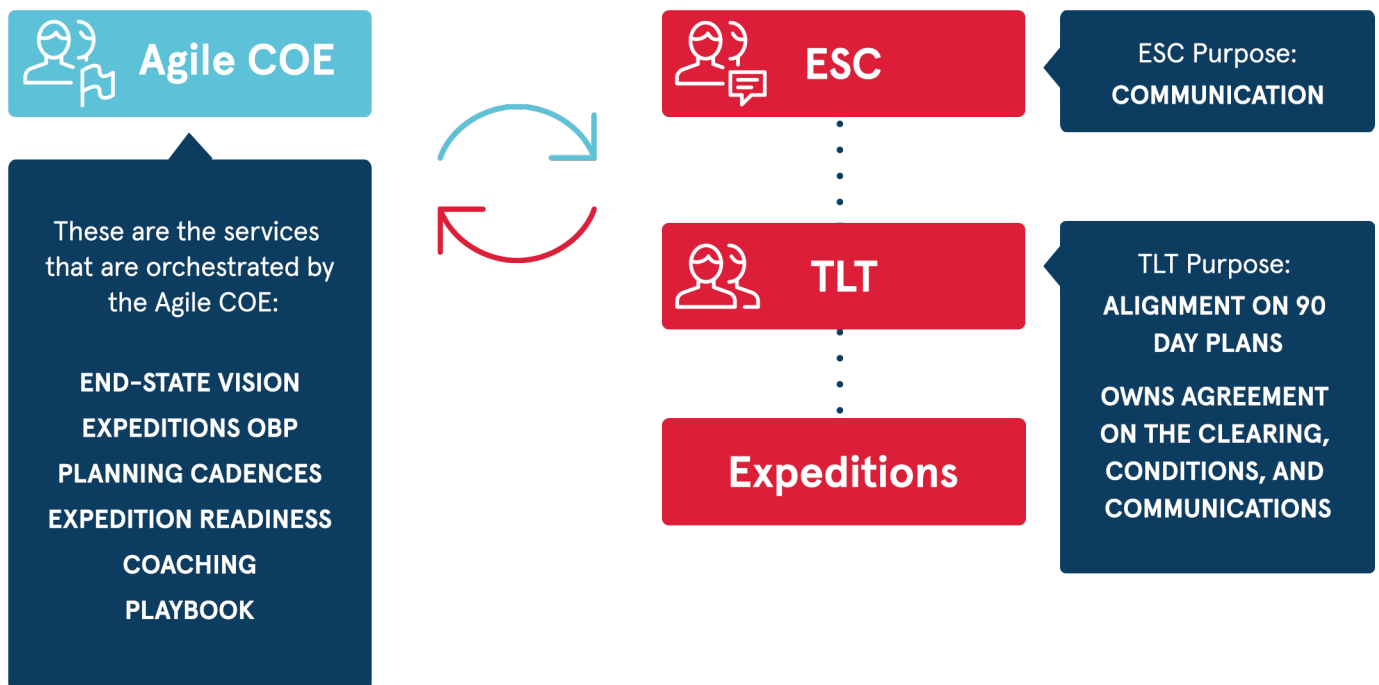 Agile COE
These are the services
that are orchestrated by
the Agile COE:
END-STATE VISION
EXPEDITIONS OBP
PLANNING CADENCES
EXPEDITION READINESS
COACHING
PLAYBOOK
ESC
ESC Purpose:
COMMUNICATION
TLT
TLT Purpose:
ALIGNMENT ON 90
DAY PLANS
OWNS AGREEMENT
ON THE CLEARING,
CONDITIONS, AND
COMMUNICATIONS
Expeditions